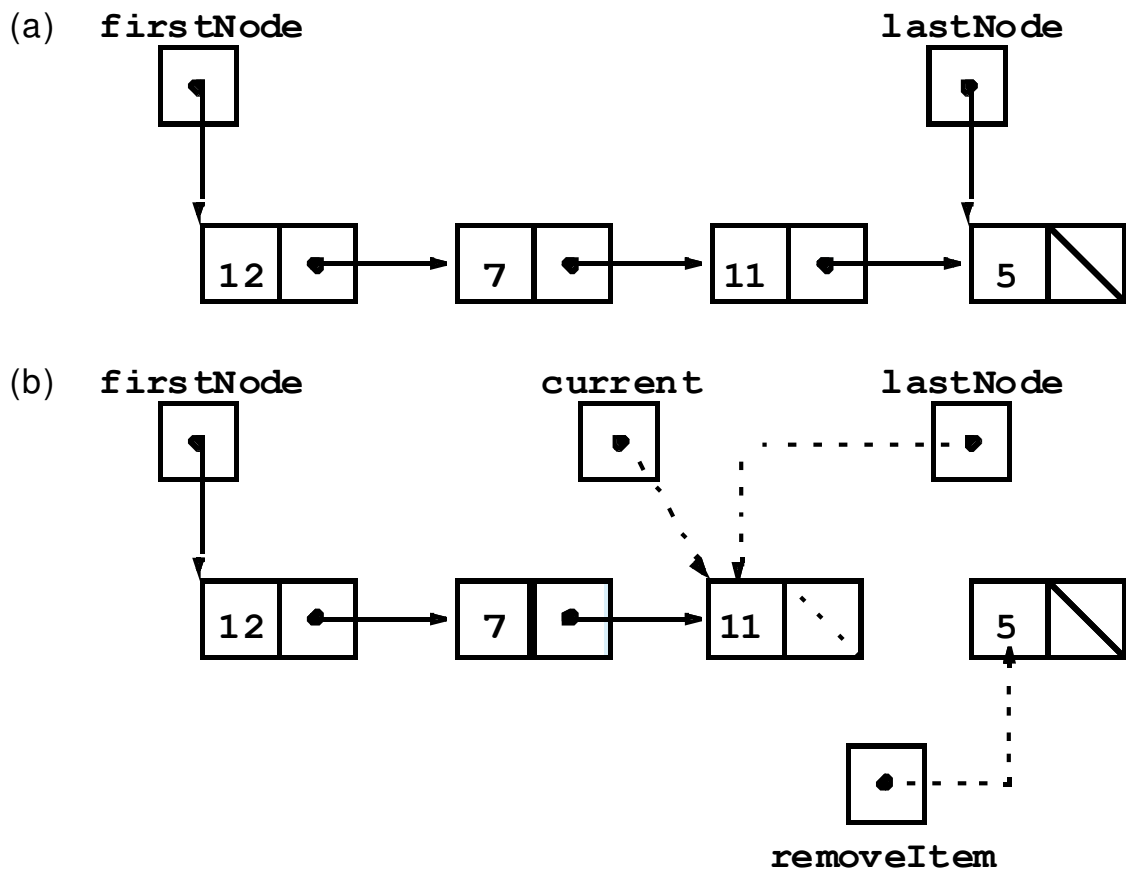 (a) firstNode lastNode
12 7 11 5
(b) firstNode current lastNode
12 7 11 5
removeItem